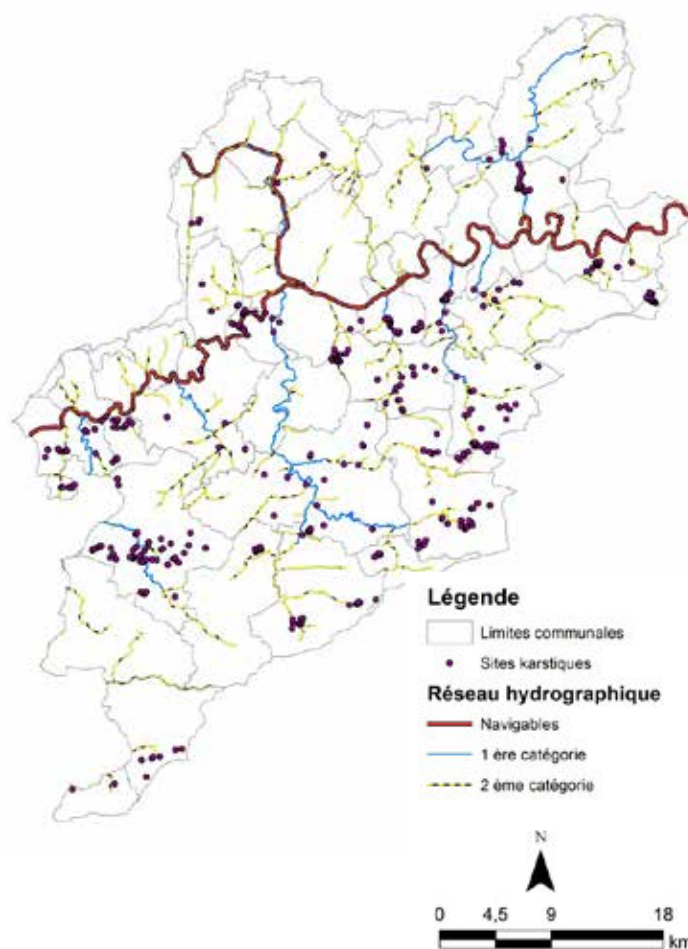 Légende
Limites communales
Sites karstiques
Réseau hydrographique
Navigables
1 ère catégorie
2 ème catégorie
N
0 4,5 9 18
km